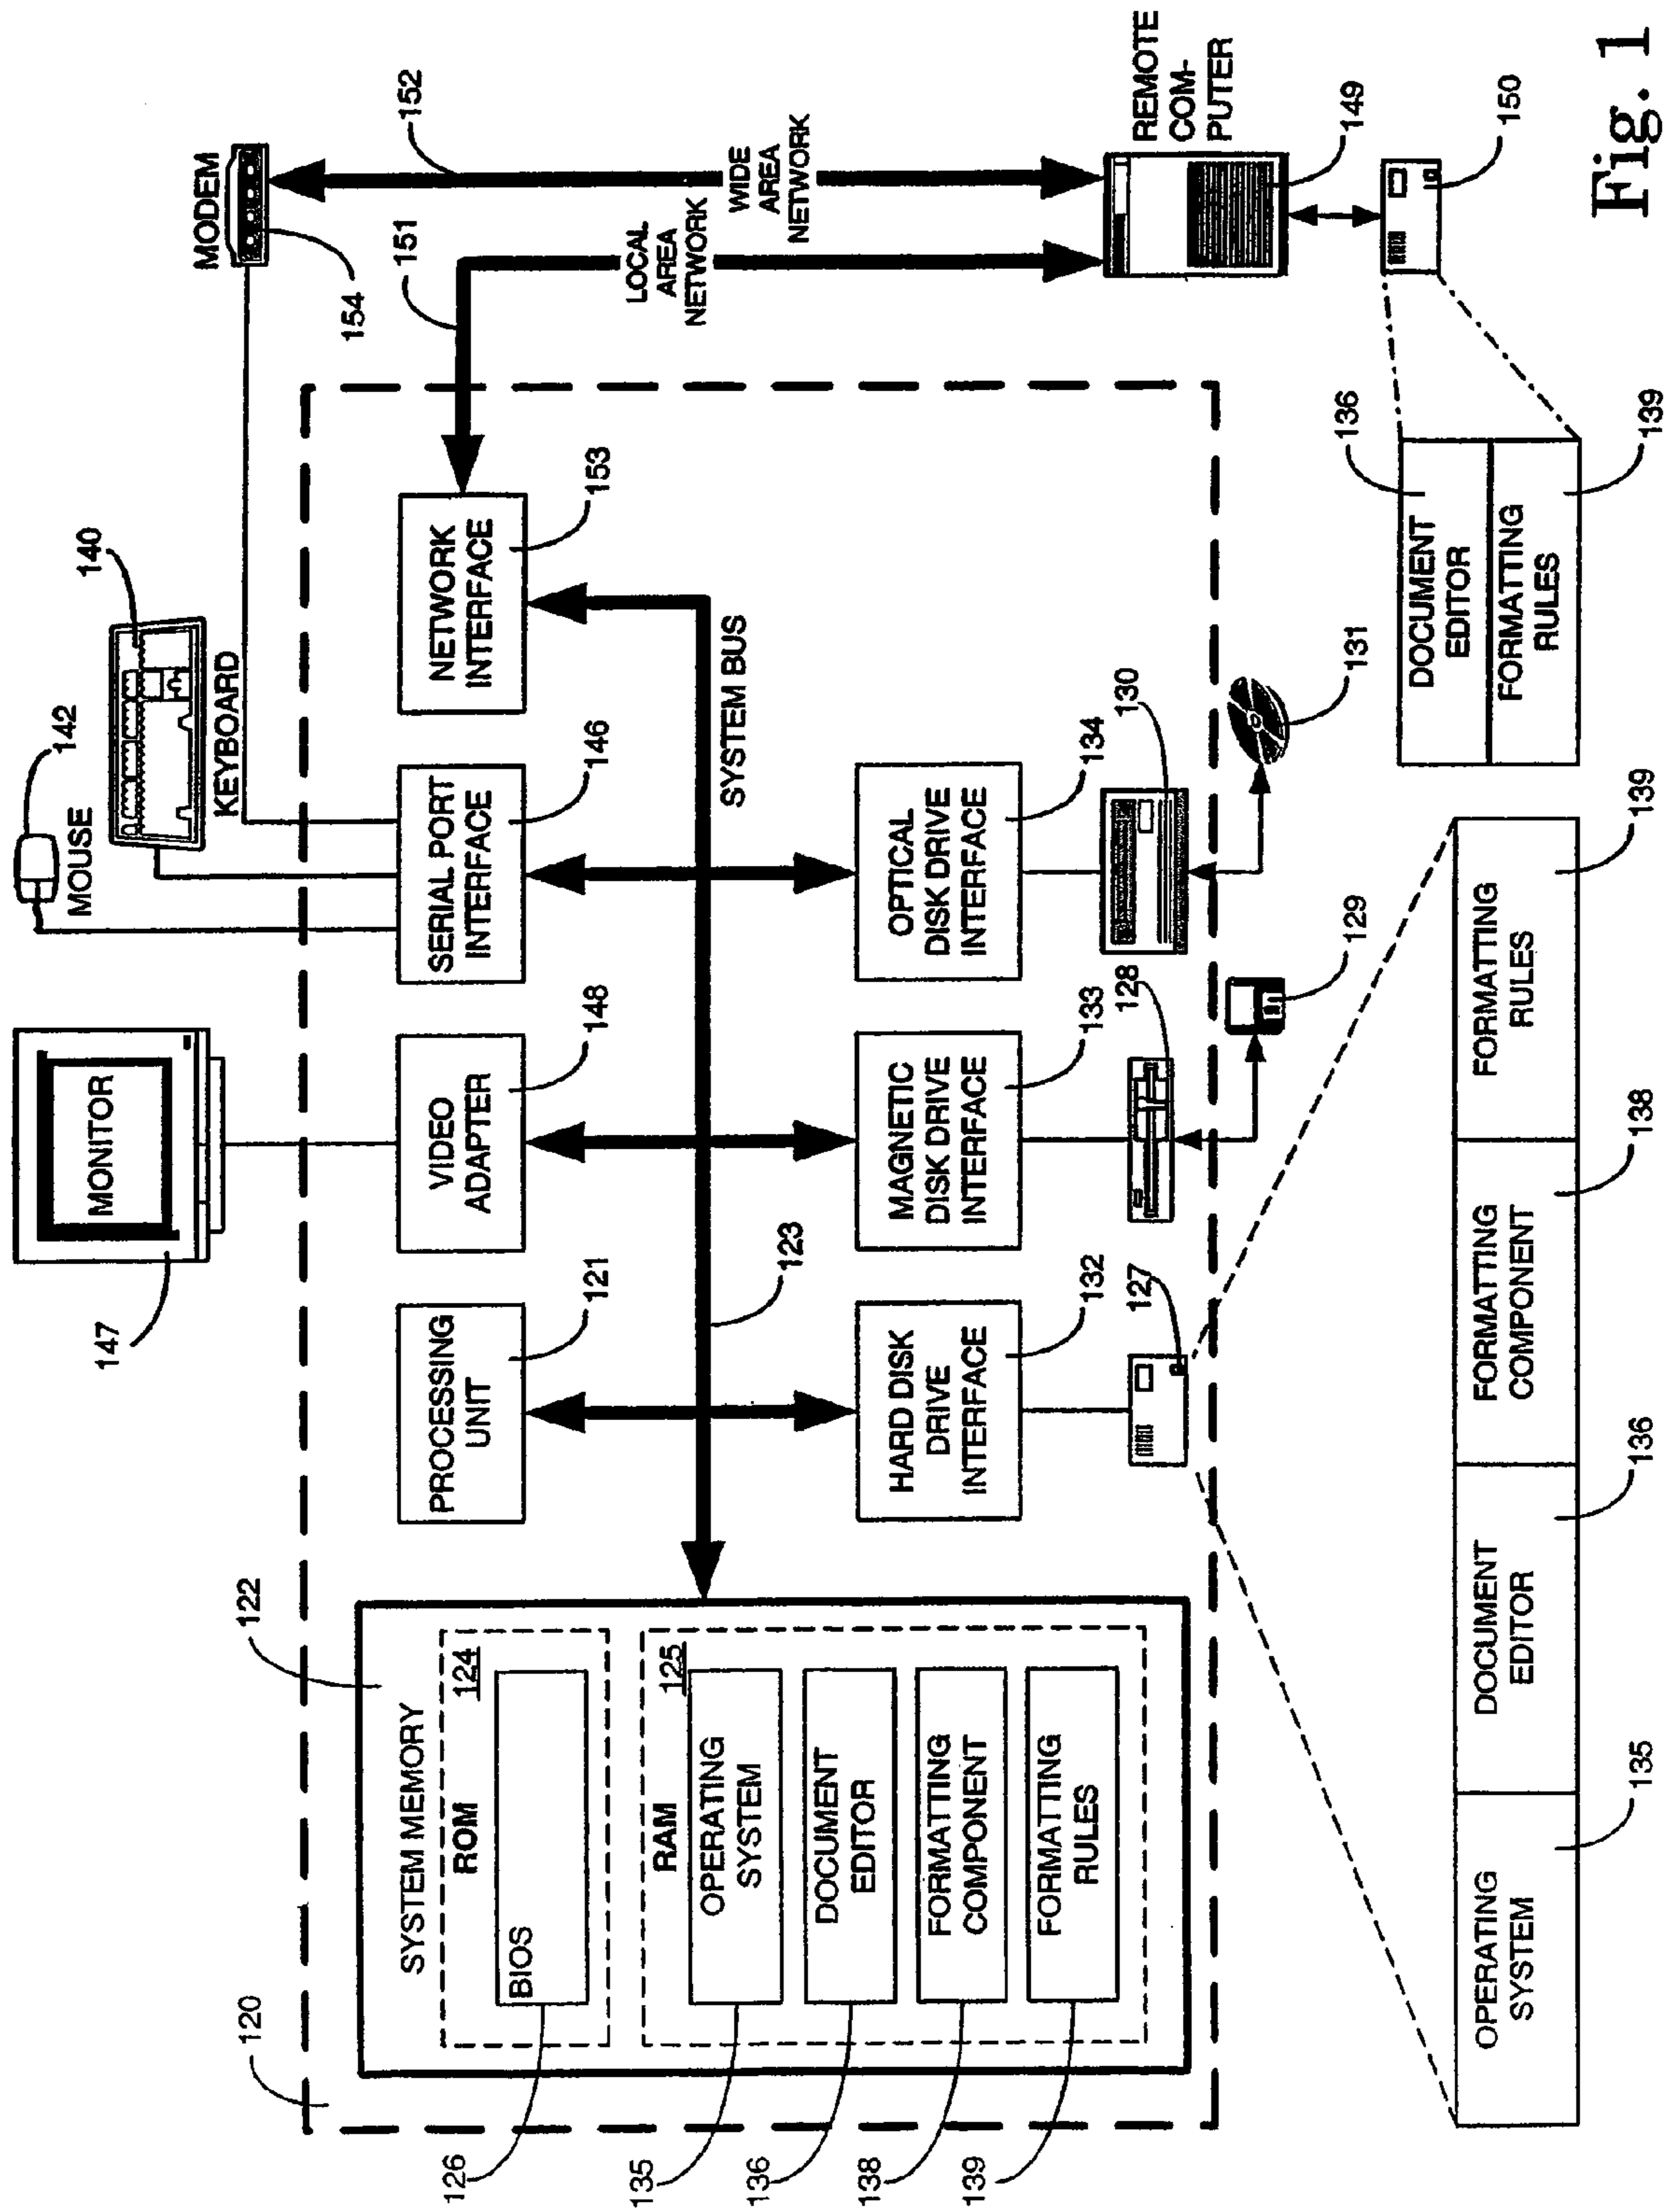 MONITOR
147
MOUSE
142
KEYBOARD
140
MODEM
154
120
122
SYSTEM MEMORY
ROM 124
BIOS
126
RAM 125
OPERATING
SYSTEM
135
DOCUMENT
EDITOR
136
FORMATTING
COMPONENT
138
FORMATTING
RULES
139
PROCESSING
UNIT
121
VIDEO
ADAPTER
148
SERIAL PORT
INTERFACE
146
NETWORK
INTERFACE
153
151
152
LOCAL
AREA
NETWORK
WIDE
AREA
NETWORK
123
SYSTEM BUS
HARD DISK
DRIVE
INTERFACE
132
MAGNETIC
DISK DRIVE
INTERFACE
133
OPTICAL
DISK DRIVE
INTERFACE
134
127
128
130
129
131
REMOTE
COM-
PUTER
149
150
OPERATING
SYSTEM
135
DOCUMENT
EDITOR
136
FORMATTING
COMPONENT
138
FORMATTING
RULES
139
DOCUMENT
EDITOR
136
FORMATTING
RULES
139
Fig. 1